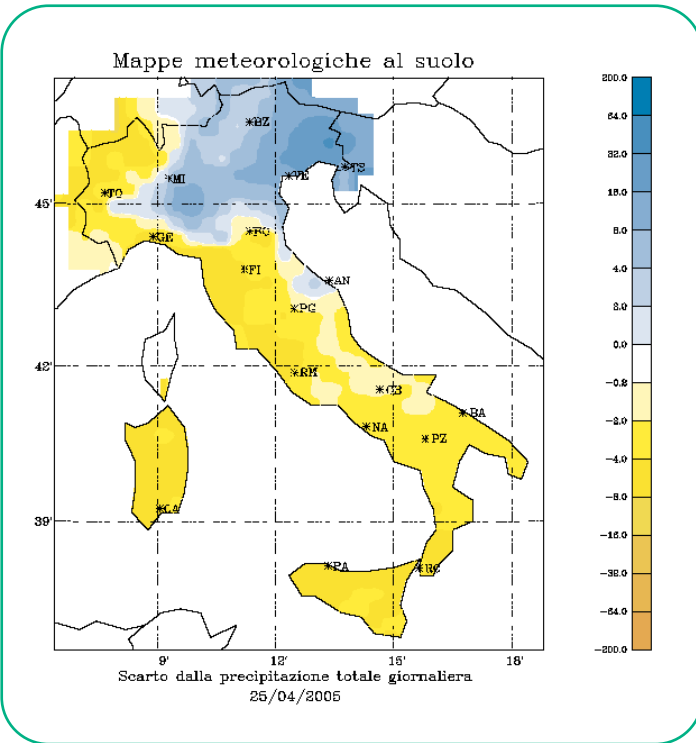 Mappe meteorologiche al suolo
200.0
64.0
32.0
16.0
8.0
4.0
2.0
0.0
-0.2
-2.0
-4.0
-8.0
-16.0
-32.0
-64.0
-200.0
*BZ
*MI
*VE
*TS
*TO
*GE
*FI
*AN
*PG
*RM
*CB
*BA
*NA
*PZ
*CA
*PA
*RC
45'
42'
39'
9'
12'
15'
18'
Scarto dalla precipitazione totale giornaliera
25/04/2005